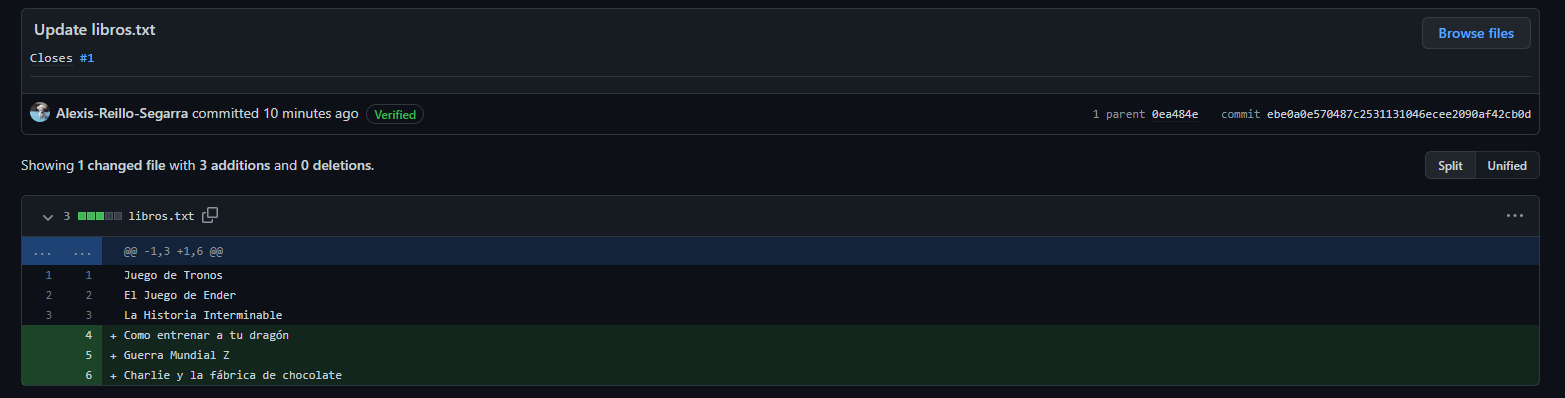 Update libros.txt
Browse files
Closes #1
Alexis-Reillo-Segarra committed 10 minutes ago Verified
1 parent 0ea484e commit ebe0a0e570487c2531131046ecee2090af42cb0d
Showing 1 changed file with 3 additions and 0 deletions.
Split Unified
3 libros.txt ...
... ... @@ -1,3 +1,6 @@
1 1 Juego de Tronos
2 2 El Juego de Ender
3 3 La Historia Interminable
4 + Como entrenar a tu dragón
5 + Guerra Mundial Z
6 + Charlie y la fábrica de chocolate